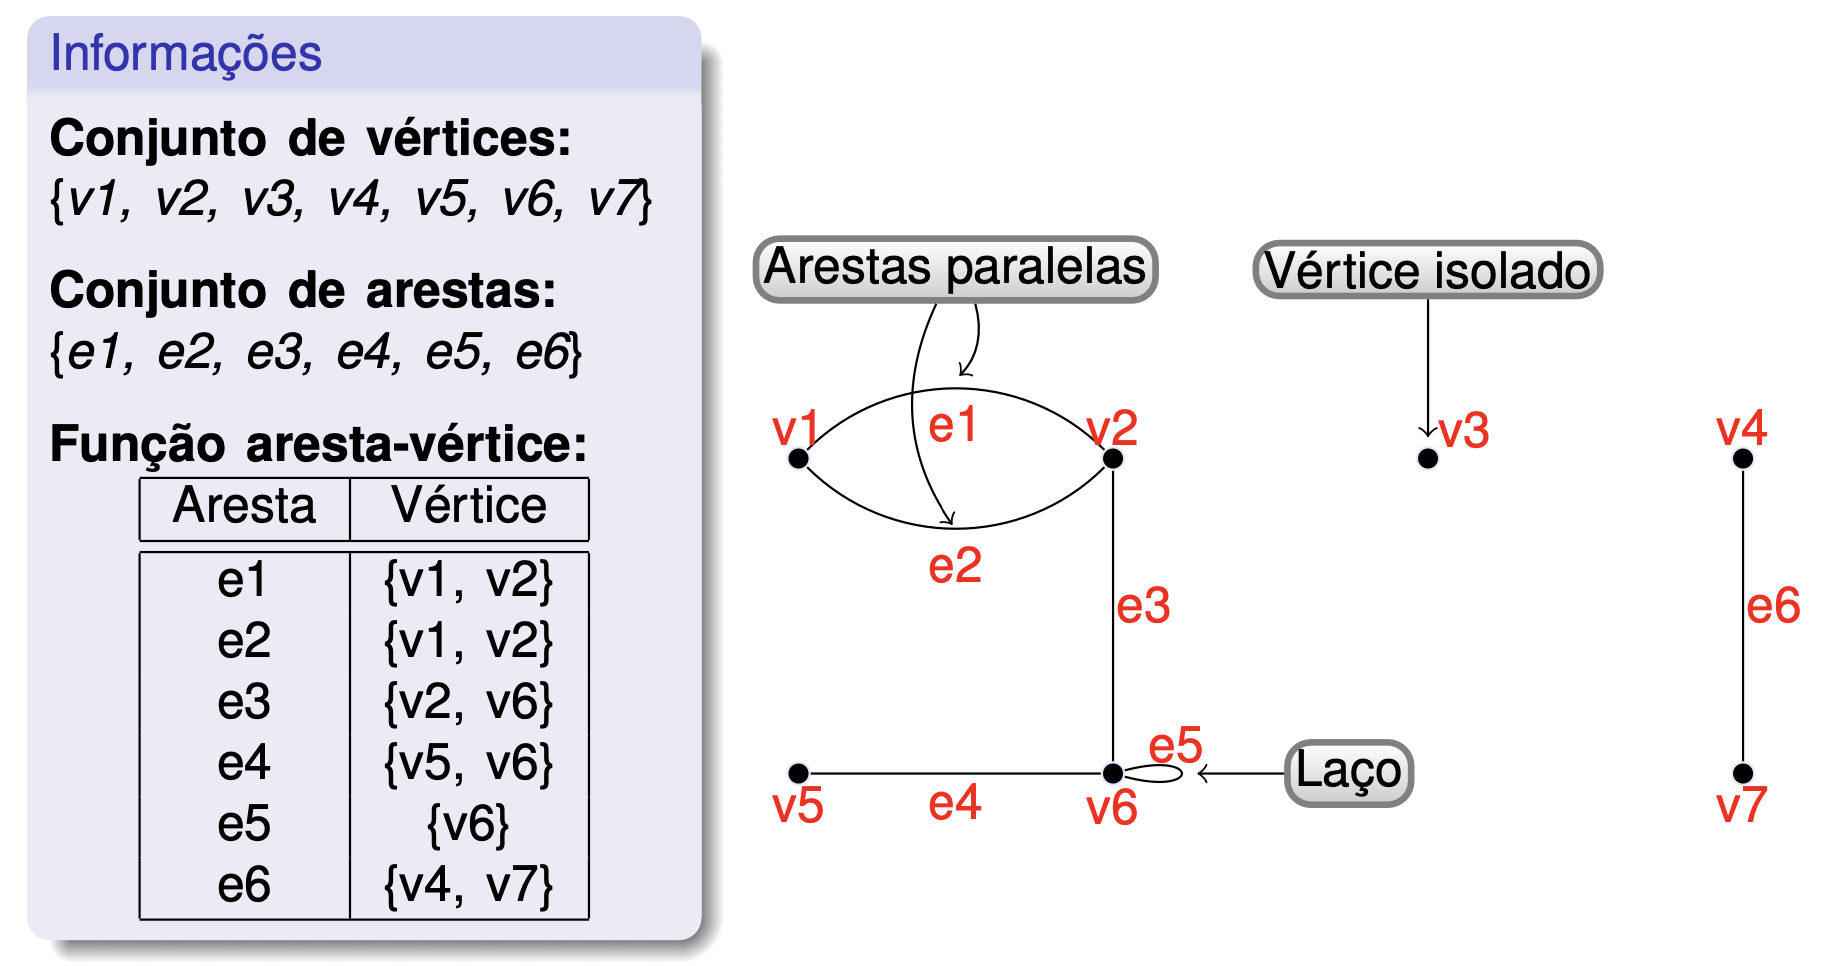 Informações
Conjunto de vértices:
{v1, v2, v3, v4, v5, v6, v7}
Conjunto de arestas:
{e1, e2, e3, e4, e5, e6}
Função aresta-vértice:
Aresta Vértice
e1 {v1, v2}
e2 {v1, v2}
e3 {v2, v6}
e4 {v5, v6}
e5 {v6}
e6 {v4, v7}
Arestas paralelas
Vértice isolado
v1
e1
v2
v3
v4
e2
e3
e6
e5
Laço
v5
e4
v6
v7